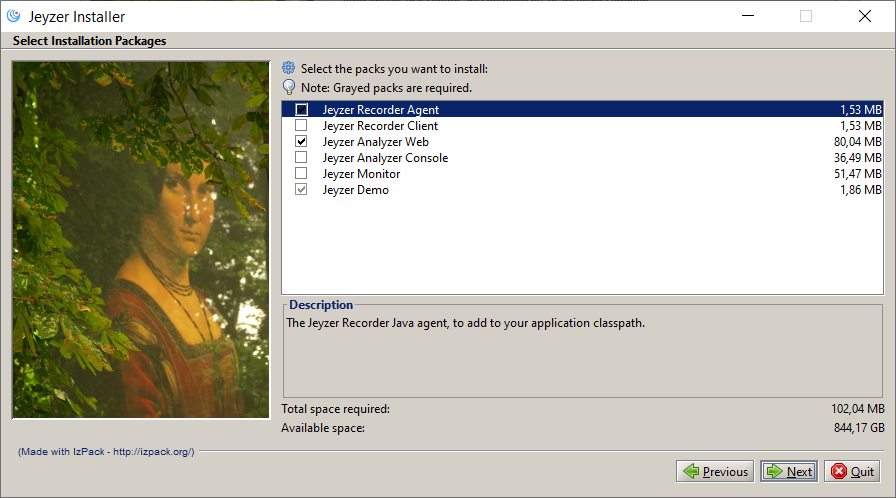 Jeyzer Installer
Select Installation Packages
Select the packs you want to install:
Note: Grayed packs are required.
Jeyzer Recorder Agent 1,53 MB
Jeyzer Recorder Client 1,53 MB
Jeyzer Analyzer Web 80,04 MB
Jeyzer Analyzer Console 36,49 MB
Jeyzer Monitor 51,47 MB
Jeyzer Demo 1,86 MB
Description
The Jeyzer Recorder Java agent, to add to your application classpath.
Total space required: 102,04 MB
Available space: 844,17 GB
(Made with IzPack - http://izpack.org/)
Previous Next Quit